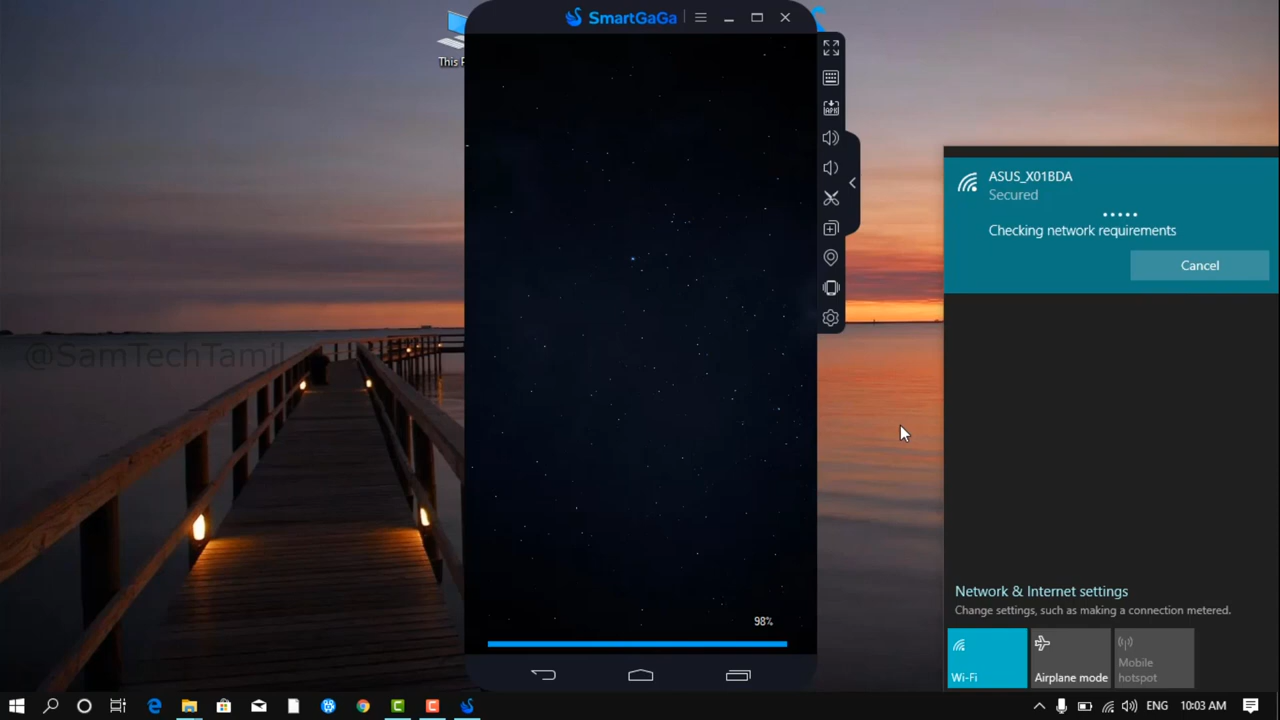 SmartGaGa
This P
APK
@SamTechTamil
98%
ASUS_X01BDA
Secured
Checking network requirements
Cancel
Network & Internet settings
Change settings, such as making a connection metered.
Wi-Fi
Airplane mode
Mobile
hotspot
ENG
10:03 AM